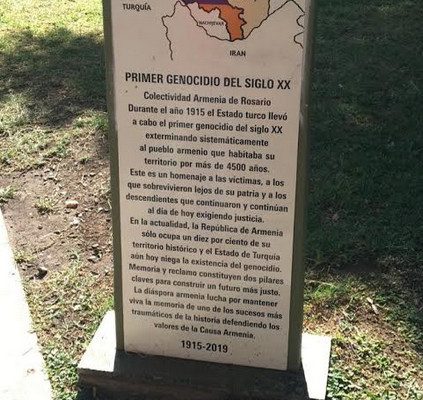 TURQUÍA
NAJICHEVAN
IRAN
PRIMER GENOCIDIO DEL SIGLO XX
Colectividad Armenia de Rosario
Durante el año 1915 el Estado turco llevó
a cabo el primer genocidio del siglo XX
exterminando sistemáticamente
al pueblo armenio que habitaba su
territorio por más de 4500 años.
Este es un homenaje a las víctimas, a los
que sobrevivieron lejos de su patria y a los
descendientes que continuaron y continúan
al día de hoy exigiendo justicia.
En la actualidad, la República de Armenia
sólo ocupa un diez por ciento de su
territorio histórico y el Estado de Turquía
aún hoy niega la existencia del genocidio.
Memoria y reclamo constituyen dos pilares
claves para construir un futuro más justo.
La diáspora armenia lucha por mantener
viva la memoria de uno de los sucesos más
traumáticos de la historia defendiendo los
valores de la Causa Armenia.
1915-2019